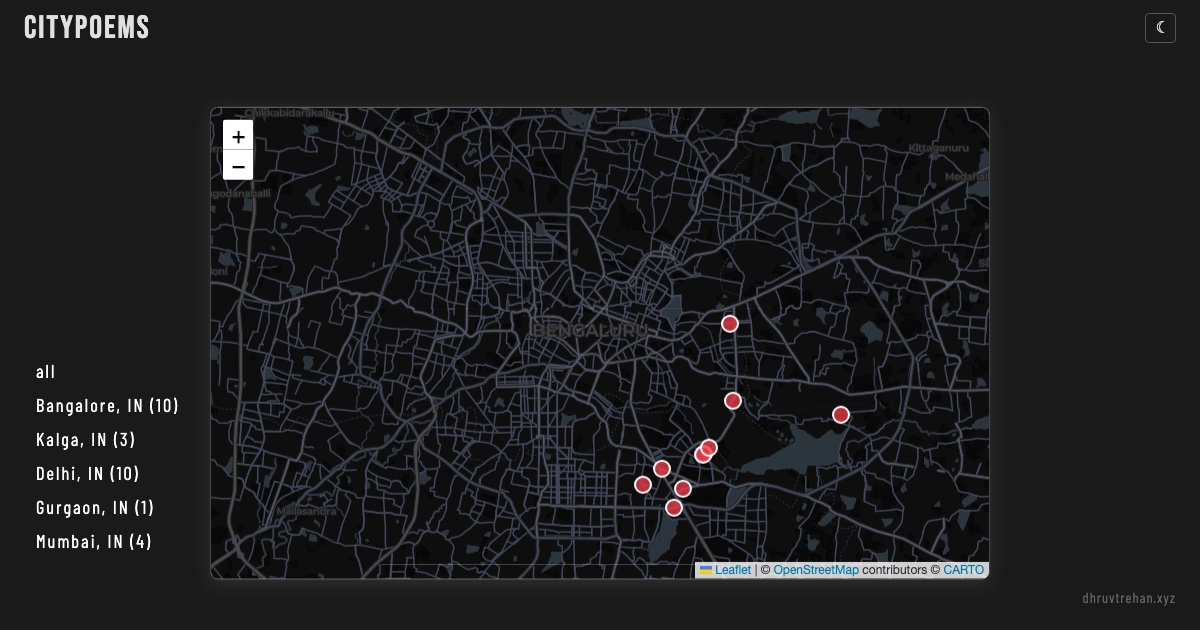 CITYPOEMS
☾
+
−
Chikkabidarakallu
Kittaganuru
BENGALURU
Mallasandra
all
Bangalore, IN (10)
Kalga, IN (3)
Delhi, IN (10)
Gurgaon, IN (1)
Mumbai, IN (4)
Leaflet | © OpenStreetMap contributors © CARTO
dhruvtrehan.xyz